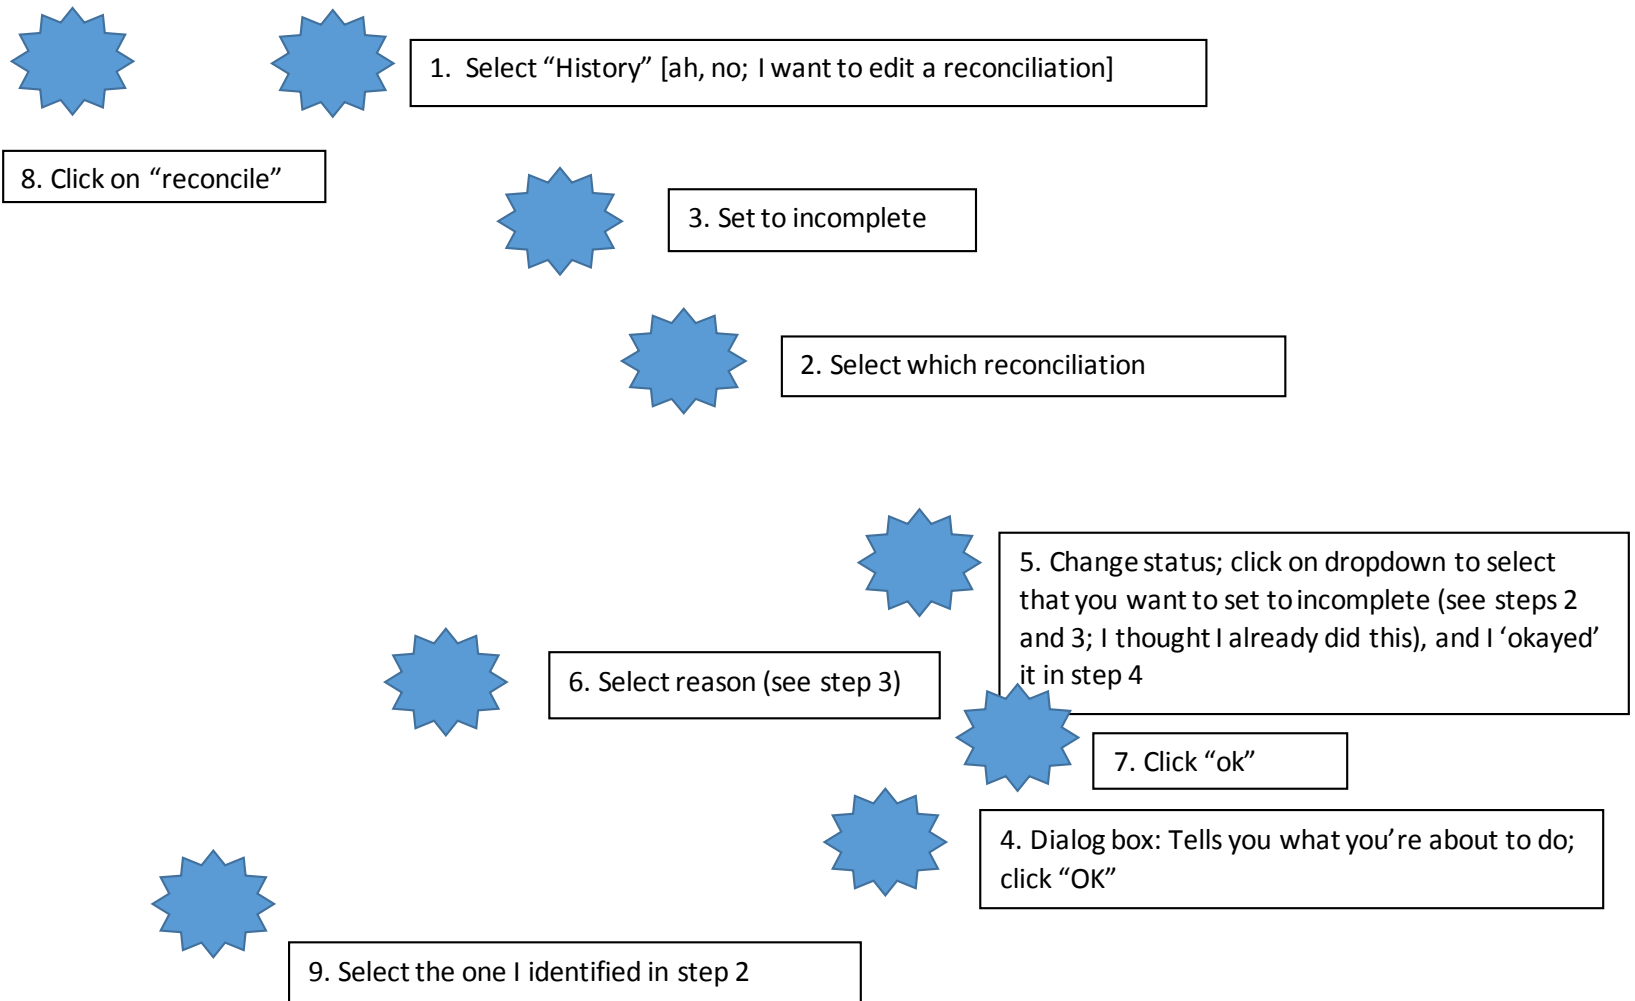 1. Select “History” [ah, no; I want to edit a reconciliation]
8. Click on “reconcile”
3. Set to incomplete
2. Select which reconciliation
5. Change status; click on dropdown to select
that you want to set to incomplete (see steps 2
and 3; I thought I already did this), and I ‘okayed’
it in step 4
6. Select reason (see step 3)
7. Click “ok”
4. Dialog box: Tells you what you’re about to do;
click “OK”
9. Select the one I identified in step 2